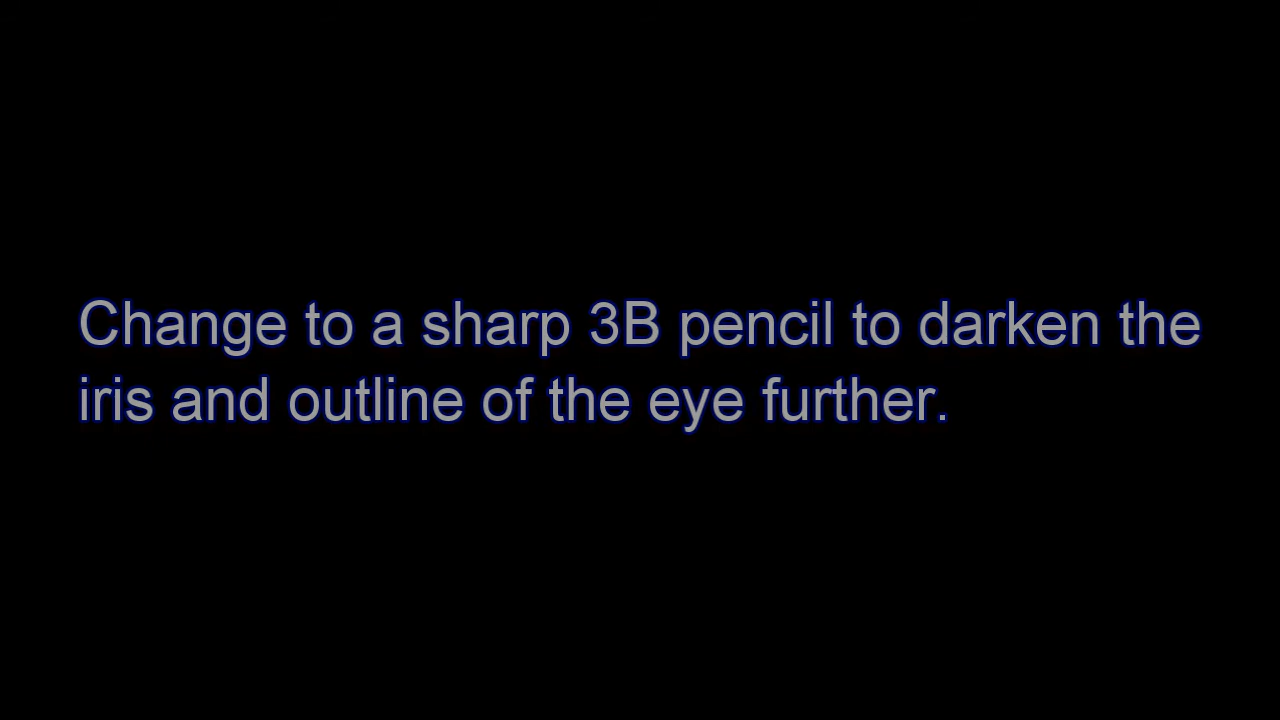 Change to a sharp 3B pencil to darken the
iris and outline of the eye further.